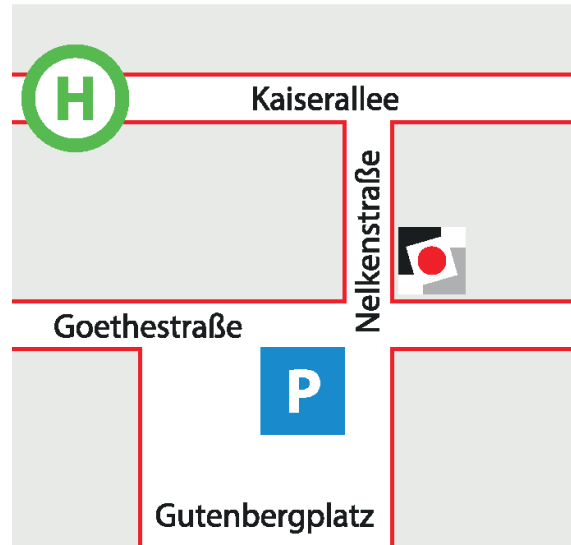 H
Kaiserallee
Nelkenstraße
Goethestraße
P
Gutenbergplatz